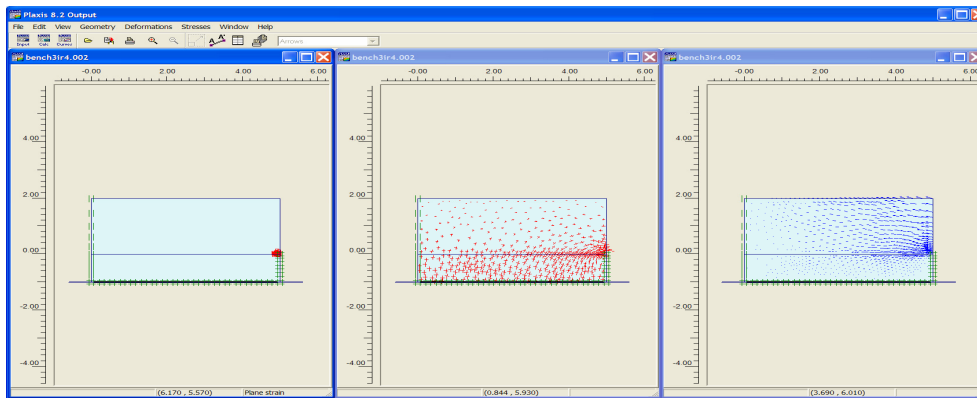 Plaxis 8.2 Output
File Edit View Geometry Deformations Stresses Window Help
Input Calc Curves Arrows
bench3ir4.002
-0.00 2.00 4.00 6.00
4.00
2.00
0.00
-2.00
-4.00
(6.170 , 5.570) Plane strain
bench3ir4.002
-0.00 2.00 4.00 6.00
4.00
2.00
0.00
-2.00
-4.00
(0.844 , 5.930)
bench3ir4.002
-0.00 2.00 4.00 6.00
4.00
2.00
0.00
-2.00
-4.00
(3.690 , 6.010)